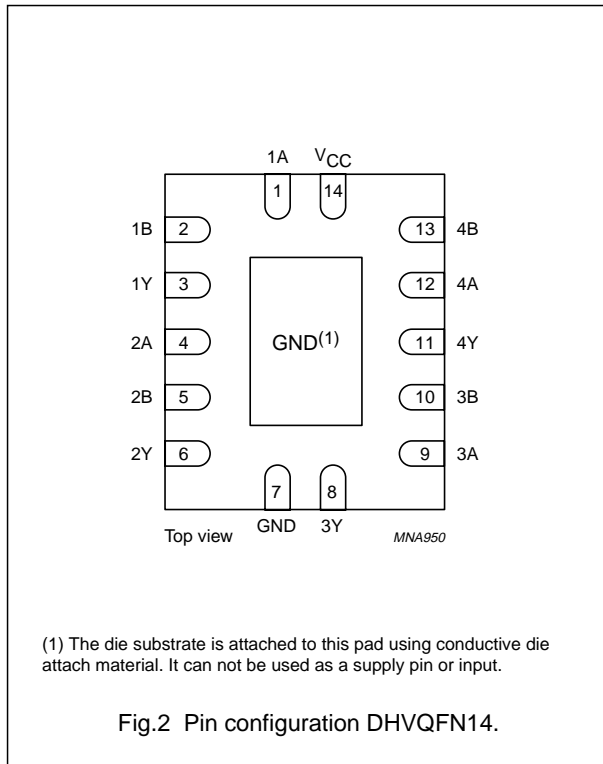 1A VCC
1 14
1B 2 13 4B
1Y 3 12 4A
2A 4 GND(1) 11 4Y
2B 5 10 3B
2Y 6 9 3A
7 8
Top view GND 3Y MNA950
(1) The die substrate is attached to this pad using conductive die
attach material. It can not be used as a supply pin or input.
Fig.2 Pin configuration DHVQFN14.